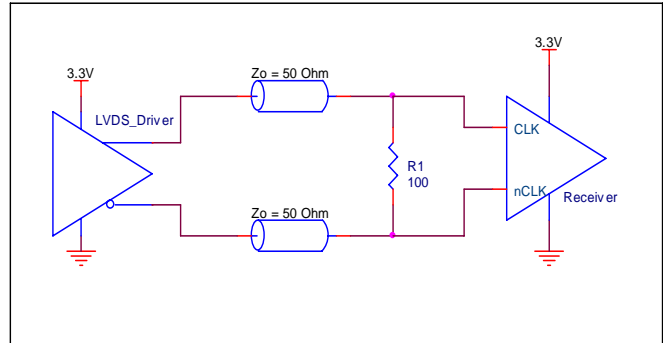 3.3V
3.3V
Zo = 50 Ohm
LVDS_Driver
CLK
R1
100
nCLK
Receiver
Zo = 50 Ohm